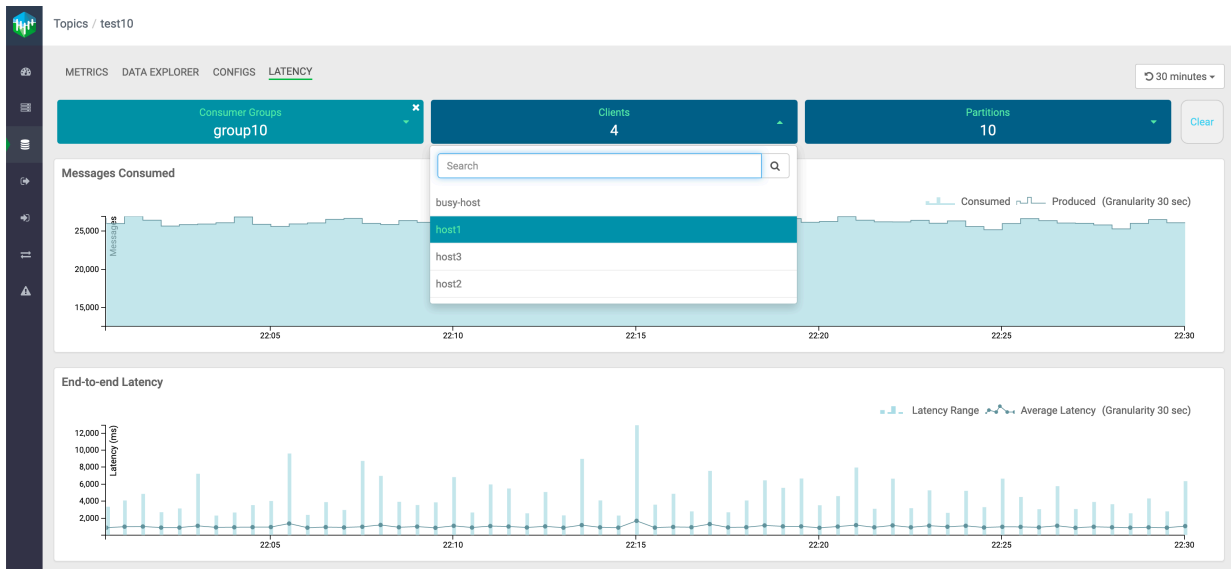 Topics / test10
METRICS DATA EXPLORER CONFIGS LATENCY
30 minutes
Consumer Groups
group10
Clients
4
Partitions
10
Clear
Search
busy-host
host1
host3
host2
Messages Consumed
Consumed Produced (Granularity 30 sec)
Messages
25,000
20,000
15,000
22:05 22:10 22:15 22:20 22:25 22:30
End-to-end Latency
Latency Range Average Latency (Granularity 30 sec)
Latency (ms)
12,000
10,000
8,000
6,000
4,000
2,000
22:05 22:10 22:15 22:20 22:25 22:30